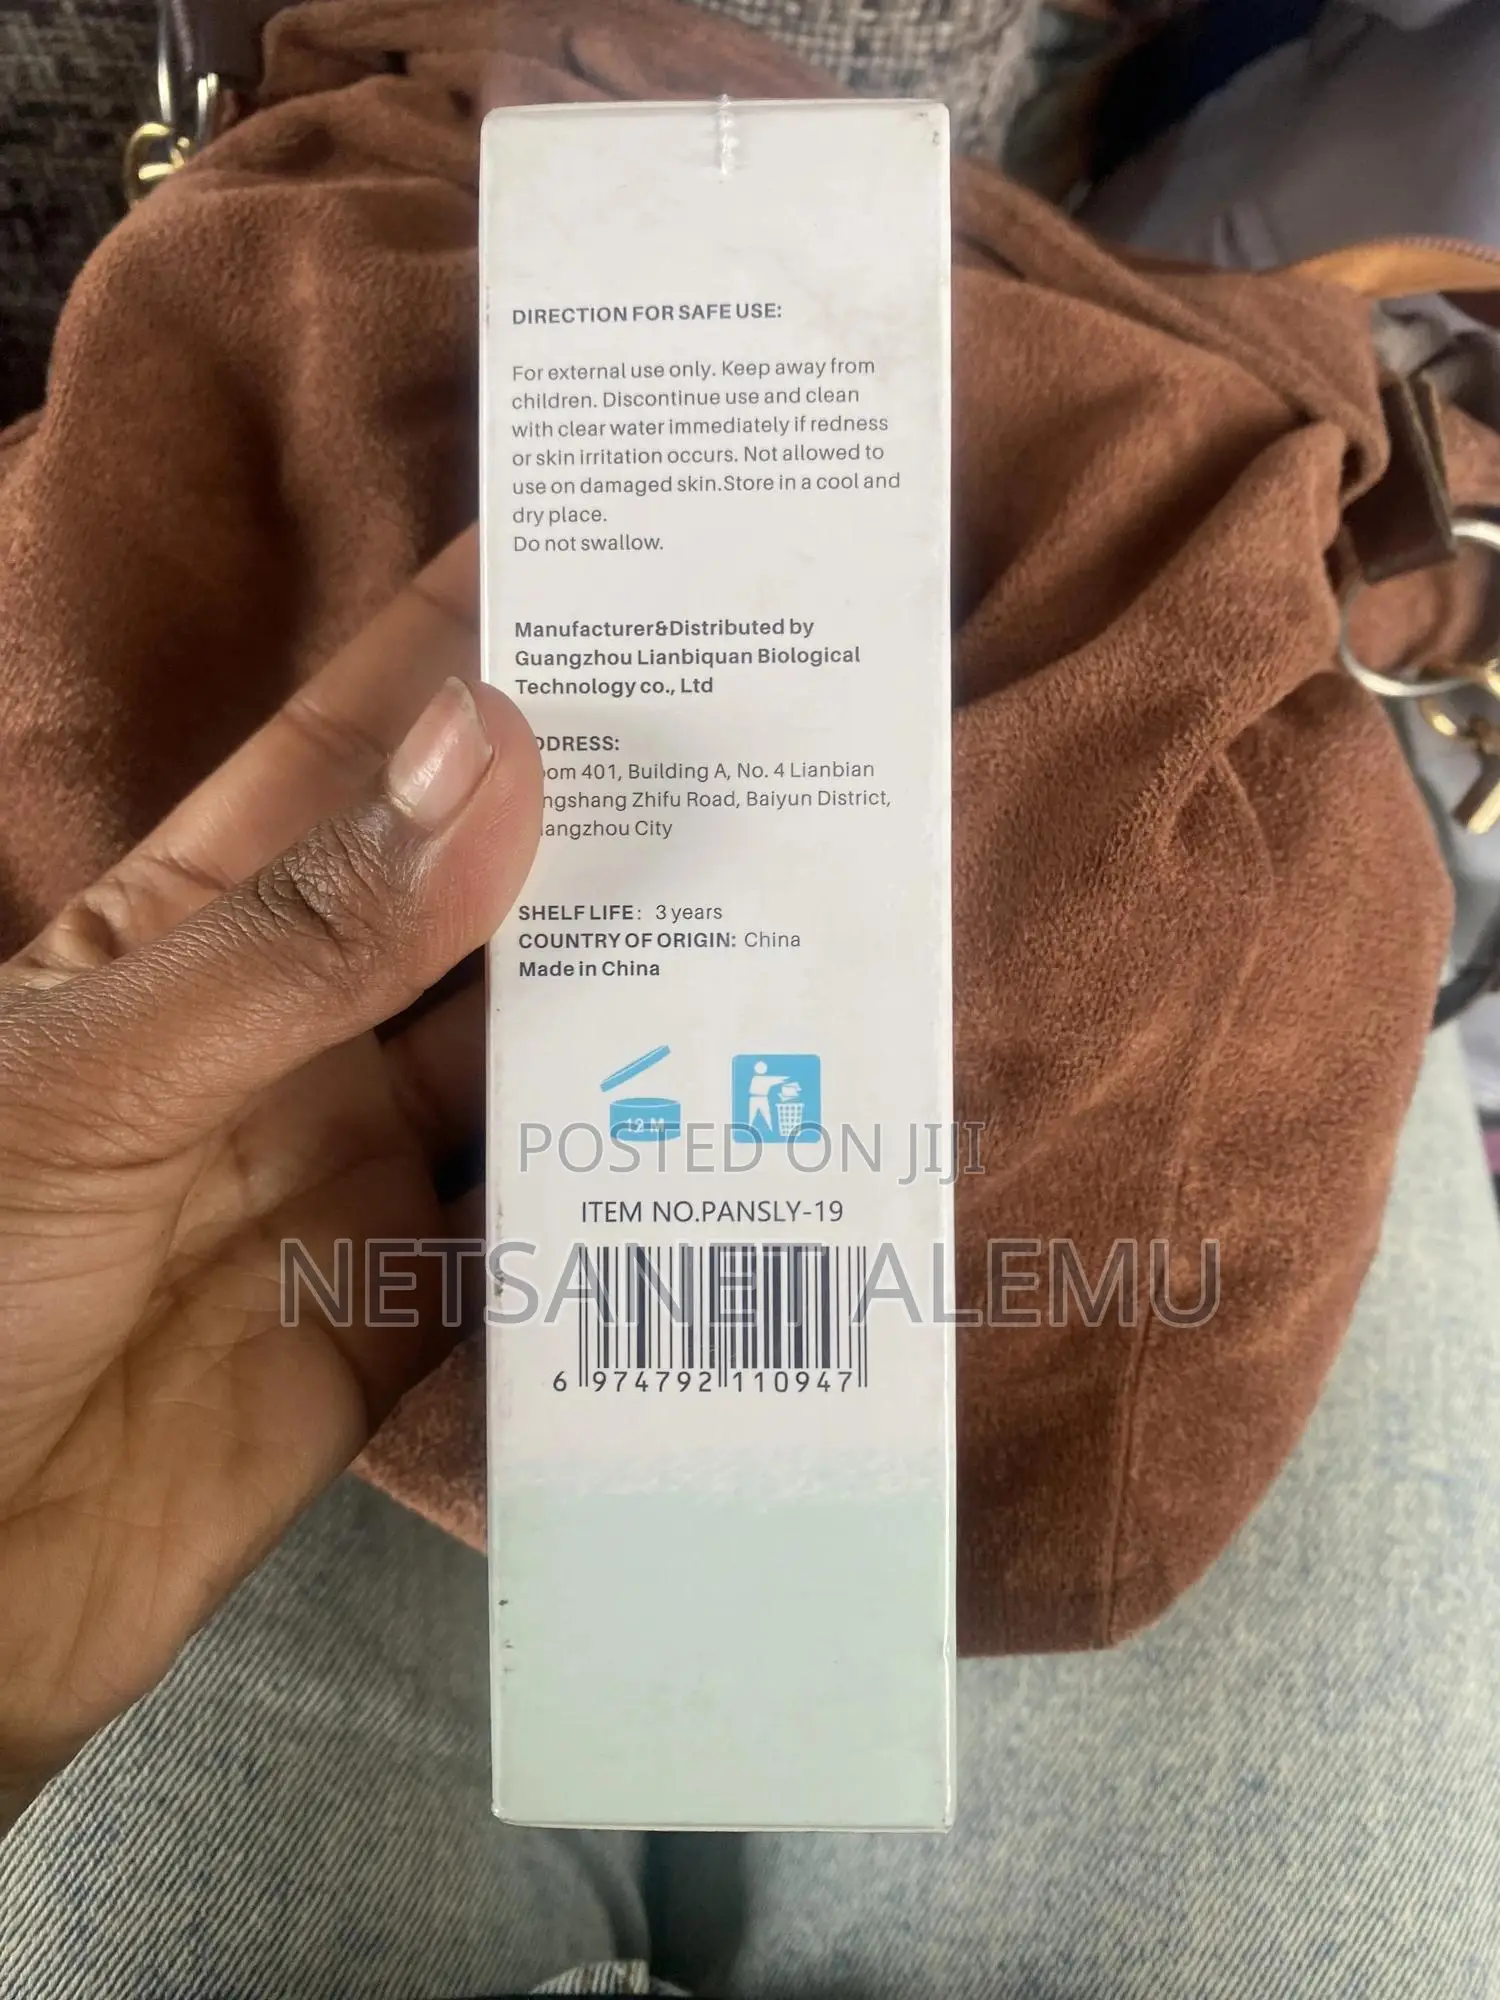 DIRECTION FOR SAFE USE:
For external use only. Keep away from
children. Discontinue use and clean
with clear water immediately if redness
or skin irritation occurs. Not allowed to
use on damaged skin.Store in a cool and
dry place.
Do not swallow.
Manufacturer&Distributed by
Guangzhou Lianbiquan Biological
Technology co., Ltd
DDRESS:
om 401, Building A, No. 4 Lianbian
ngshang Zhifu Road, Baiyun District,
angzhou City
SHELF LIFE: 3 years
COUNTRY OF ORIGIN: China
Made in China
12 M
POSTED ON JIJI
ITEM NO.PANSLY-19
NETSANET ALEMU
6 974792 110947